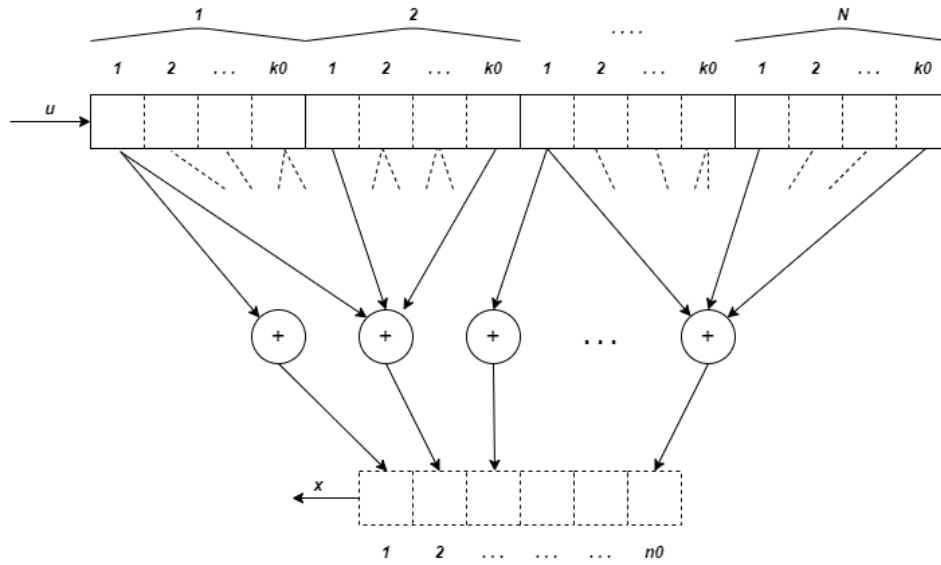 1 2 .... N
1 2 ... k0 1 2 ... k0 1 2 ... k0 1 2 ... k0
u
+ + + ... +
x
1 2 ... ... ... n0